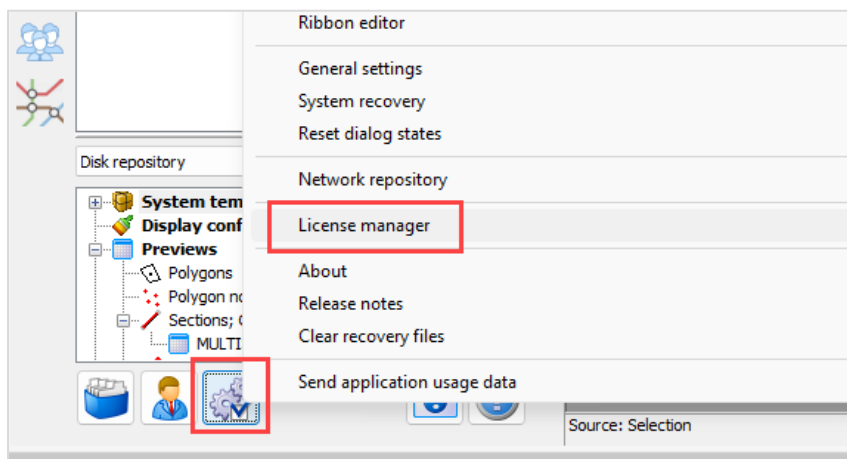 Ribbon editor
General settings
System recovery
Reset dialog states
Disk repository
Network repository
System tem
Display conf
License manager
Previews
Polygons
About
Polygon no
Release notes
Sections;
MULTI
Clear recovery files
Send application usage data
Source: Selection